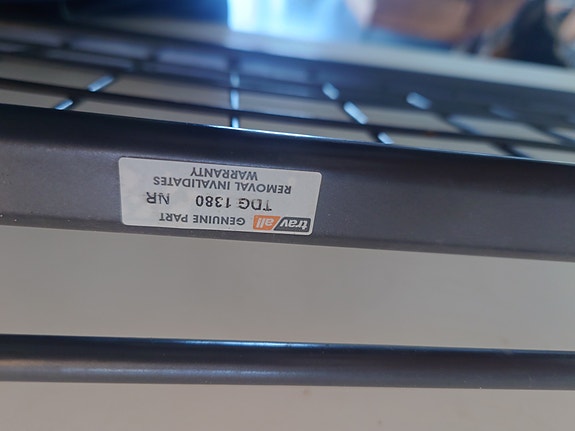 travall GENUINE PART
TDG 1380 NR
REMOVAL INVALIDATES
WARRANTY